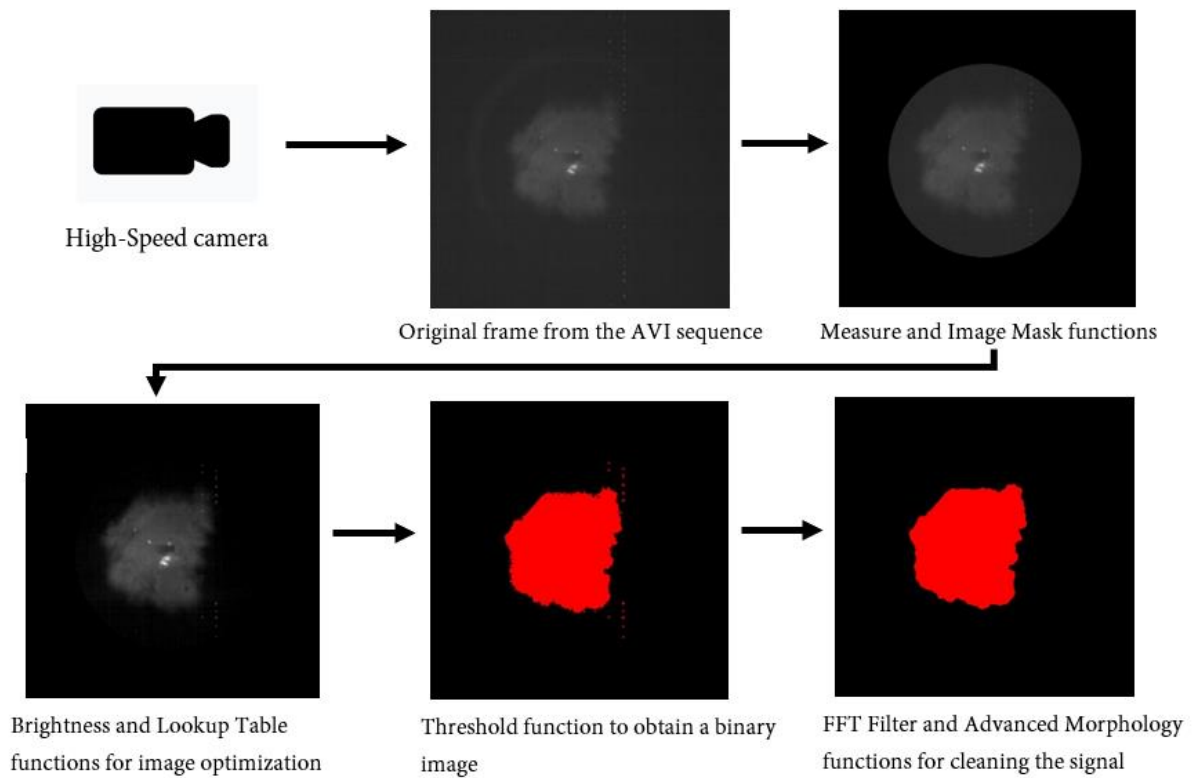 High-Speed camera
Original frame from the AVI sequence
Measure and Image Mask functions
Brightness and Lookup Table
functions for image optimization
Threshold function to obtain a binary
image
FFT Filter and Advanced Morphology
functions for cleaning the signal